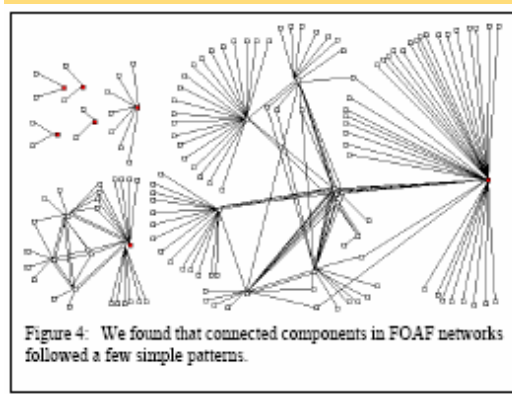 Figure 4: We found that connected components in FOAF networks
followed a few simple patterns.